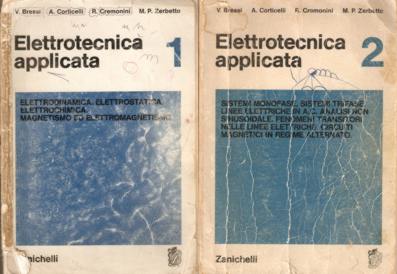 V. Bressi A. Corticelli R. Cremonini M. P. Zerbetto
Elettrotecnica 1
applicata
ELETTRODINAMICA. ELETTROSTATICA.
ELETTROCHIMICA.
MAGNETISMO ED ELETTROMAGNETISMO.
Zanichelli
V. Bressi A. Corticelli R. Cremonini M. P. Zerbetto
Elettrotecnica 2
applicata
SISTEMI MONOFASE. SISTEMI TRIFASE.
LINEE ELETTRICHE IN A.C. ANALISI NON
SINUSOIDALE. FENOMENI TRANSITORI
NELLE LINEE ELETTRICHE. CIRCUITI
MAGNETICI IN REGIME ALTERNATO.
Zanichelli